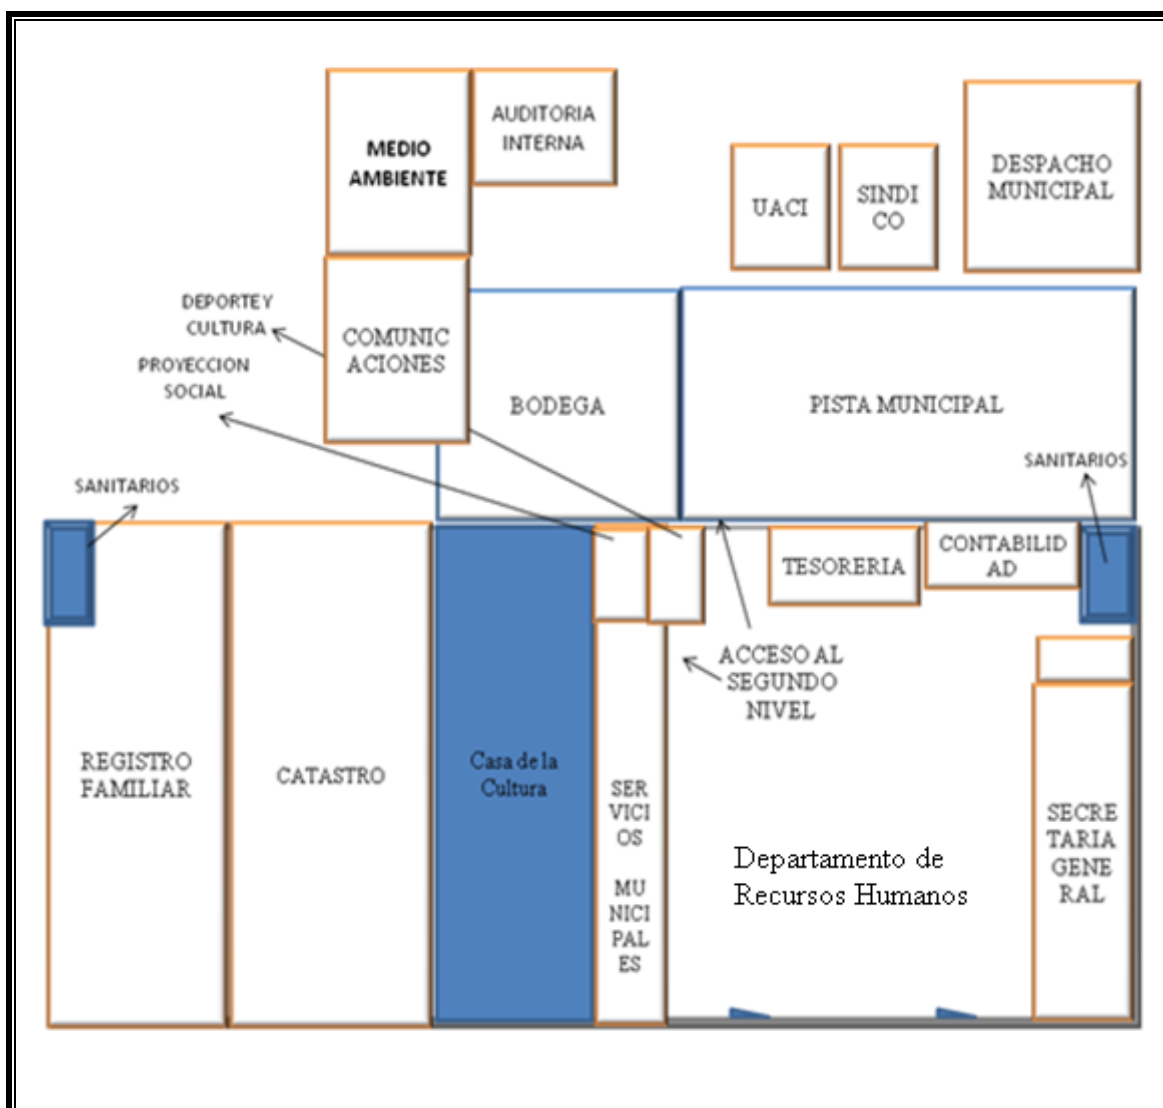 AUDITORIA
INTERNA
MEDIO
AMBIENTE
UACI
SINDI
CO
DESPACHO
MUNICIPAL
DEPORTE Y
CULTURA
PROYECCION
SOCIAL
COMUNIC
ACIONES
BODEGA
PISTA MUNICIPAL
SANITARIOS
SANITARIOS
TESORERIA
CONTABILID
AD
ACCESO AL
SEGUNDO
NIVEL
REGISTRO
FAMILIAR
CATASTRO
Casa de la
Cultura
SER
VICI
OS
MU
NICI
PAL
ES
Departamento de
Recursos Humanos
SECRE
TARIA
GENE
RAL